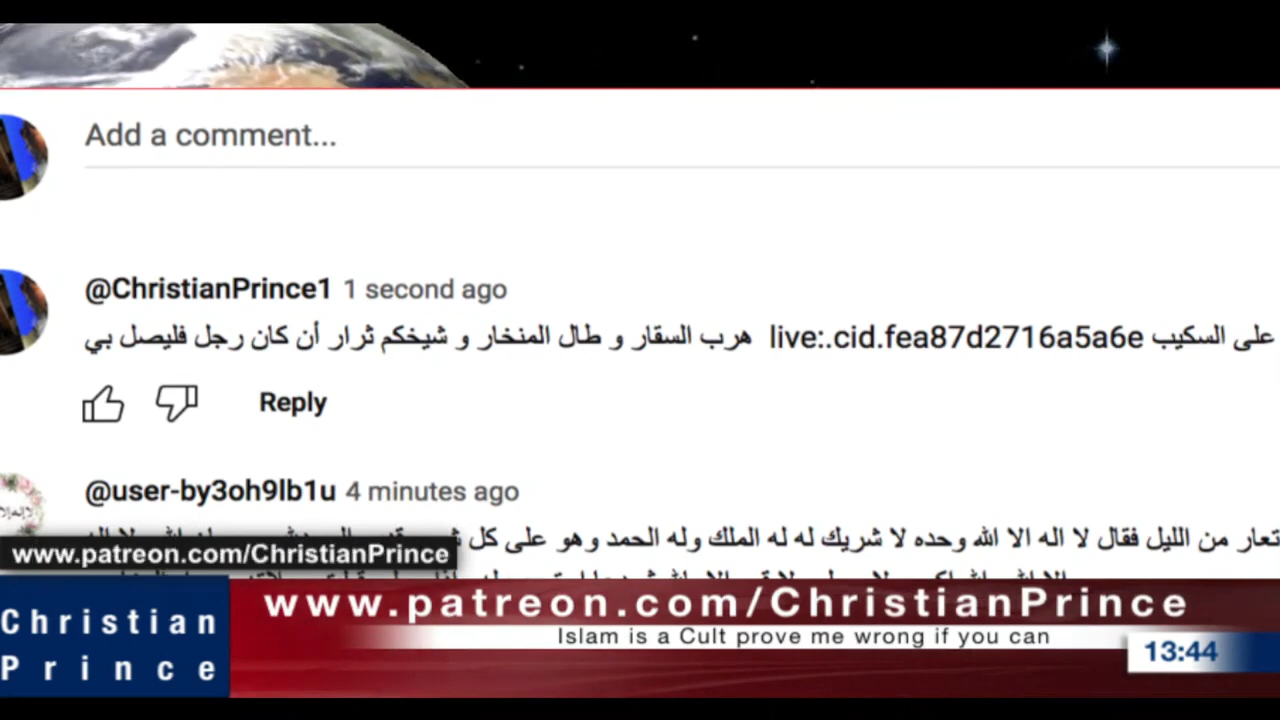 Add a comment...
@ChristianPrince1 1 second ago
هرب السقار و طال المنخار و شيخكم ثرار أن كان رجل فليصل بي على السكيب live:.cid.fea87d2716a5a6e
Reply
@user-by3oh9lb1u 4 minutes ago
تعار من الليل فقال لا اله الا الله وحده لا شريك له له الملك وله الحمد وهو على كل
www.patreon.com/ChristianPrince
Christian Prince
www.patreon.com/ChristianPrince
Islam is a Cult prove me wrong if you can
13:44